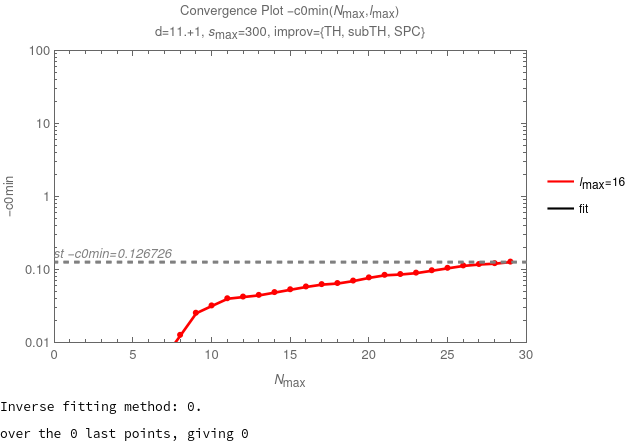 Convergence Plot −c0min(Nmax,lmax)
d=11.+1, smax=300, improv={TH, subTH, SPC}
100
10
1
0.10
0.01
−c0min
st −c0min=0.126726
0 5 10 15 20 25 30
Nmax
lmax=16
fit
Inverse fitting method: 0.
over the 0 last points, giving 0